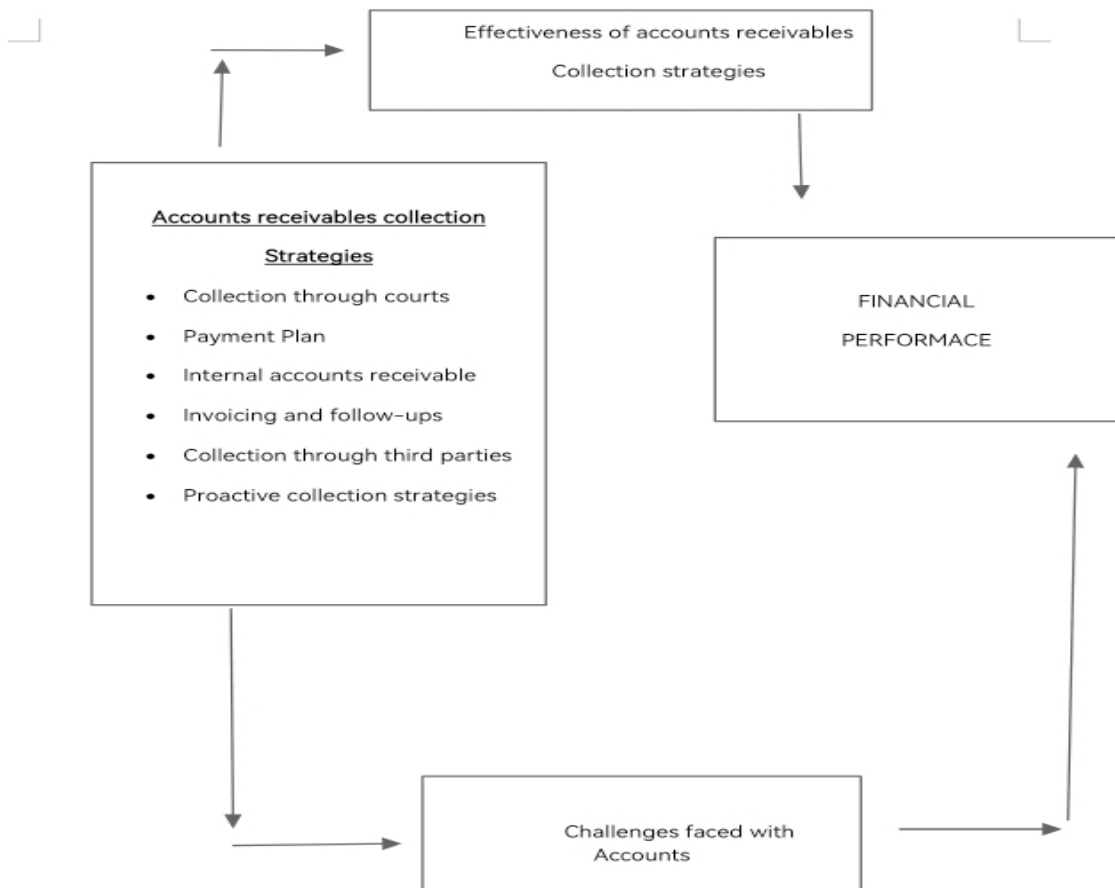 Effectiveness of accounts receivables
Collection strategies
Accounts receivables collection
Strategies
• Collection through courts
• Payment Plan
• Internal accounts receivable
• Invoicing and follow-ups
• Collection through third parties
• Proactive collection strategies
FINANCIAL
PERFORMACE
Challenges faced with
Accounts